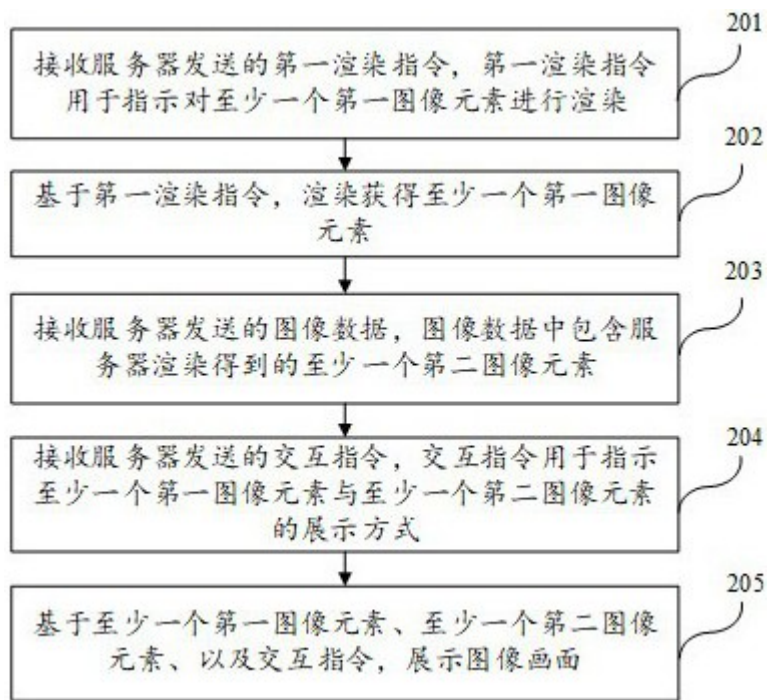 201
接收服务器发送的第一渲染指令，第一渲染指令
用于指示对至少一个第一图像元素进行渲染
202
基于第一渲染指令，渲染获得至少一个第一图像
元素
203
接收服务器发送的图像数据，图像数据中包含服
务器渲染得到的至少一个第二图像元素
204
接收服务器发送的交互指令，交互指令用于指示
至少一个第一图像元素与至少一个第二图像元素
的展示方式
205
基于至少一个第一图像元素、至少一个第二图像
元素、以及交互指令，展示图像画面